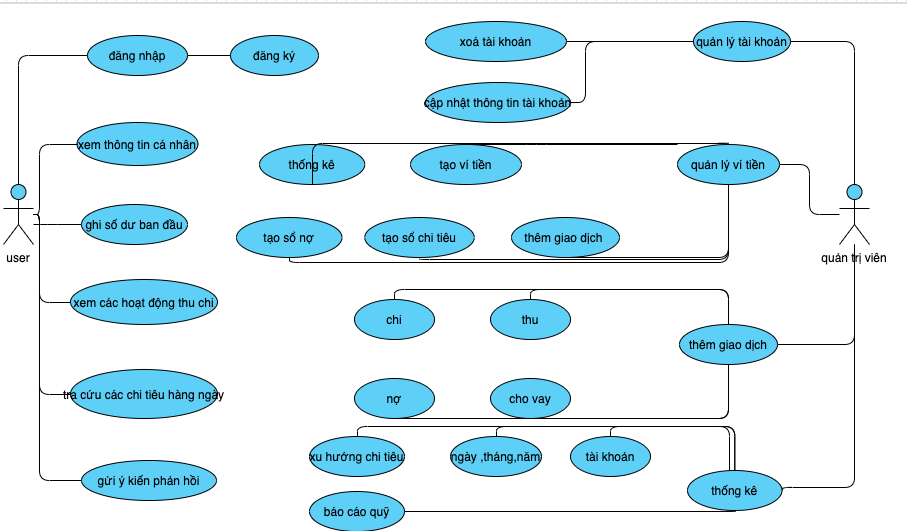 xoá tài khoản
quản lý tài khoản
đăng nhập
đăng ký
cập nhật thông tin tài khoản
xem thông tin cá nhân
thống kê
tạo ví tiền
quản lý ví tiền
ghi số dư ban đầu
tạo sổ nợ
tạo sổ chi tiêu
thêm giao dịch
user
quản trị viên
xem các hoạt động thu chi
chi
thu
thêm giao dịch
tra cứu các chi tiêu hàng ngày
nợ
cho vay
xu hướng chi tiêu
ngày ,tháng,năm
tài khoản
gửi ý kiến phản hồi
thống kê
báo cáo quỹ